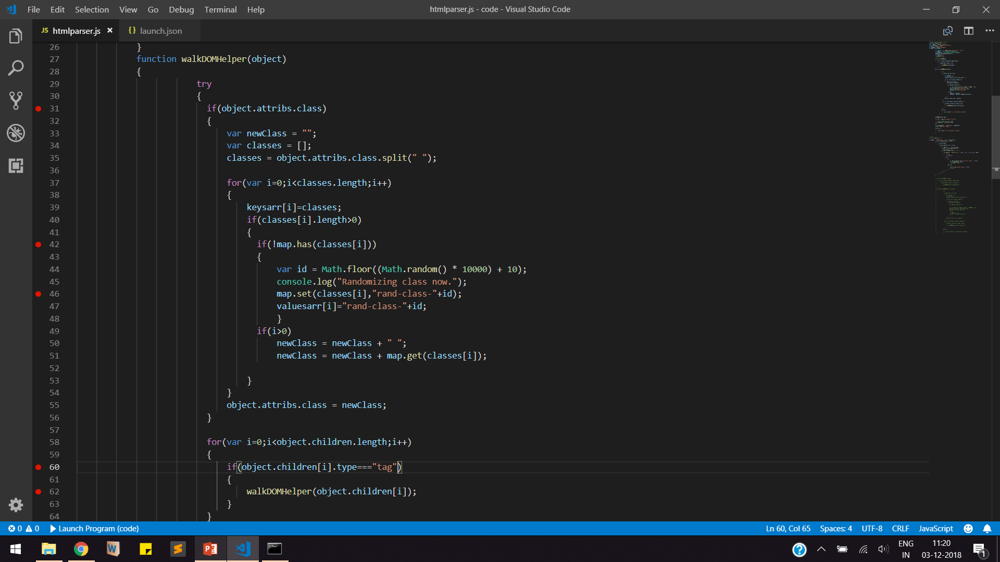 File Edit Selection View Go Debug Terminal Help
htmlparser.js - code - Visual Studio Code
JS htmlparser.js × {} launch.json
26 }
27 function walkDOMHelper(object)
28 {
29 try
30 {
31 if(object.attribs.class)
32 {
33 var newClass = "";
34 var classes = [];
35 classes = object.attribs.class.split(" ");
36
37 for(var i=0;i<classes.length;i++)
38 {
39 keysarr[i]=classes;
40 if(classes[i].length>0)
41 {
42 if(!map.has(classes[i]))
43 {
44 var id = Math.floor((Math.random() * 10000) + 10);
45 console.log("Randomizing class now.");
46 map.set(classes[i],"rand-class-"+id);
47 valuesarr[i]="rand-class-"+id;
48 }
49 if(i>0)
50 newClass = newClass + " ";
51 newClass = newClass + map.get(classes[i]);
52
53 }
54 }
55 object.attribs.class = newClass;
56 }
57
58 for(var i=0;i<object.children.length;i++)
59 {
60 if(object.children[i].type==="tag")
61 {
62 walkDOMHelper(object.children[i]);
63 }
64 }
0 0 Launch Program (code)
Ln 60, Col 65 Spaces: 4 UTF-8 CRLF JavaScript
ENG
IN
11:20
03-12-2018
1